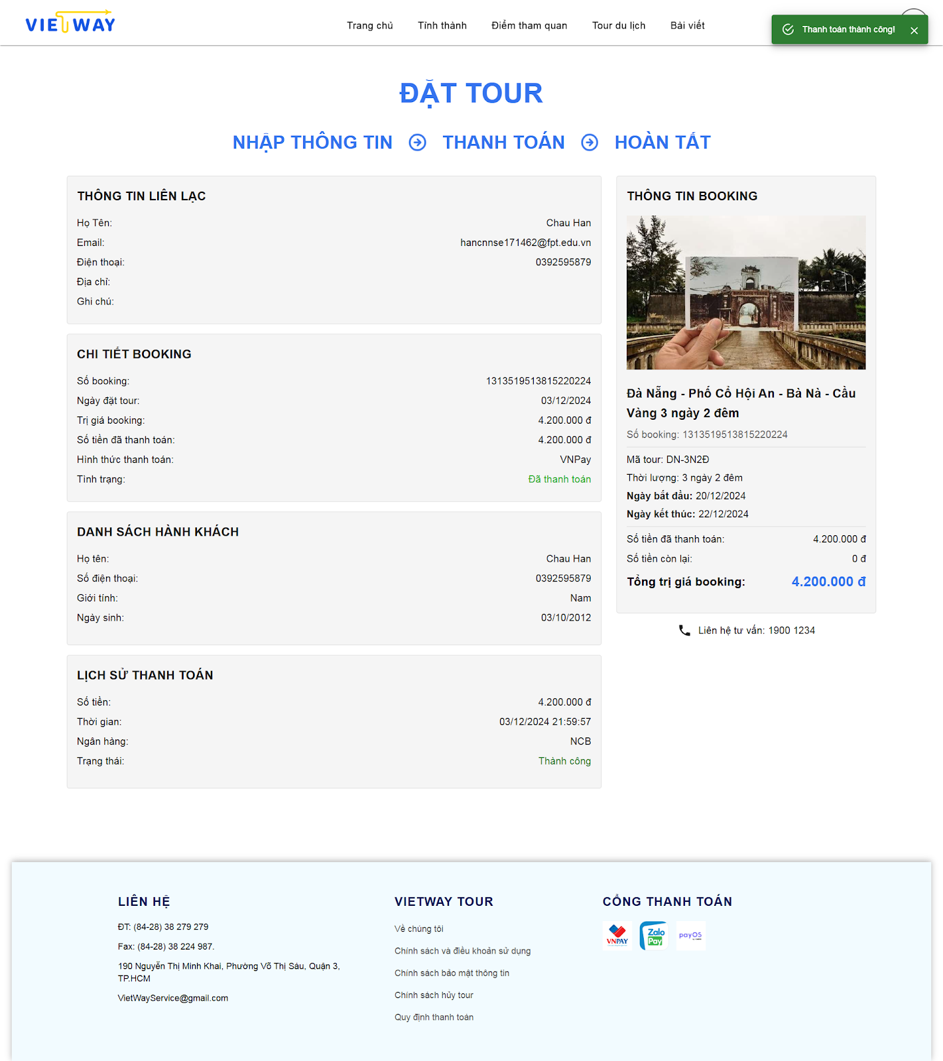 VIETWAY
Trang chủ
Tỉnh thành
Điểm tham quan
Tour du lịch
Bài viết
Thanh toán thành công!
ĐẶT TOUR
NHẬP THÔNG TIN
THANH TOÁN
HOÀN TẤT
THÔNG TIN LIÊN LẠC
Họ Tên: Chau Han
Email: hancnnse171462@fpt.edu.vn
Điện thoại: 0392595879
Địa chỉ:
Ghi chú:
CHI TIẾT BOOKING
Số booking: 1313519513815220224
Ngày đặt tour: 03/12/2024
Trị giá booking: 4.200.000 đ
Số tiền đã thanh toán: 4.200.000 đ
Hình thức thanh toán: VNPay
Tình trạng: Đã thanh toán
DANH SÁCH HÀNH KHÁCH
Họ tên: Chau Han
Số điện thoại: 0392595879
Giới tính: Nam
Ngày sinh: 03/10/2012
LỊCH SỬ THANH TOÁN
Số tiền: 4.200.000 đ
Thời gian: 03/12/2024 21:59:57
Ngân hàng: NCB
Trạng thái: Thành công
THÔNG TIN BOOKING
Đà Nẵng - Phố Cổ Hội An - Bà Nà - Cầu
Vàng 3 ngày 2 đêm
Số booking: 1313519513815220224
Mã tour: DN-3N2Đ
Thời lượng: 3 ngày 2 đêm
Ngày bắt đầu: 20/12/2024
Ngày kết thúc: 22/12/2024
Số tiền đã thanh toán: 4.200.000 đ
Số tiền còn lại: 0 đ
Tổng trị giá booking: 4.200.000 đ
Liên hệ tư vấn: 1900 1234
LIÊN HỆ
ĐT: (84-28) 38 279 279
Fax: (84-28) 38 224 987.
190 Nguyễn Thị Minh Khai, Phường Võ Thị Sáu, Quận 3,
TP.HCM
VietWayService@gmail.com
VIETWAY TOUR
Về chúng tôi
Chính sách và điều khoản sử dụng
Chính sách bảo mật thông tin
Chính sách hủy tour
Quy định thanh toán
CỔNG THANH TOÁN
VNPAY
Zalo
Pay
payOS